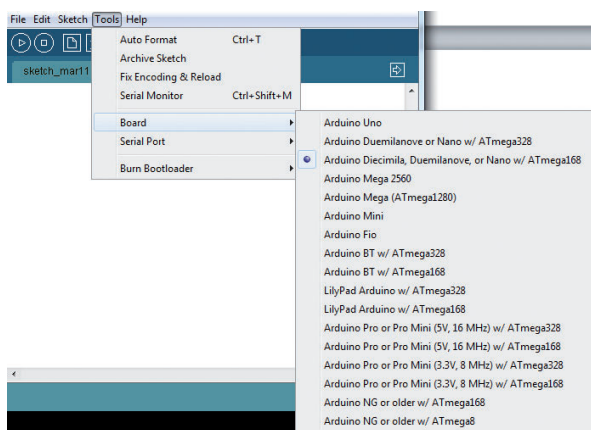 File Edit Sketch Tools Help
sketch_mar11
Auto Format Ctrl+T
Archive Sketch
Fix Encoding & Reload
Serial Monitor Ctrl+Shift+M
Board
Serial Port
Burn Bootloader
Arduino Uno
Arduino Duemilanove or Nano w/ ATmega328
Arduino Diecimila, Duemilanove, or Nano w/ ATmega168
Arduino Mega 2560
Arduino Mega (ATmega1280)
Arduino Mini
Arduino Fio
Arduino BT w/ ATmega328
Arduino BT w/ ATmega168
LilyPad Arduino w/ ATmega328
LilyPad Arduino w/ ATmega168
Arduino Pro or Pro Mini (5V, 16 MHz) w/ ATmega328
Arduino Pro or Pro Mini (5V, 16 MHz) w/ ATmega168
Arduino Pro or Pro Mini (3.3V, 8 MHz) w/ ATmega328
Arduino Pro or Pro Mini (3.3V, 8 MHz) w/ ATmega168
Arduino NG or older w/ ATmega168
Arduino NG or older w/ ATmega8